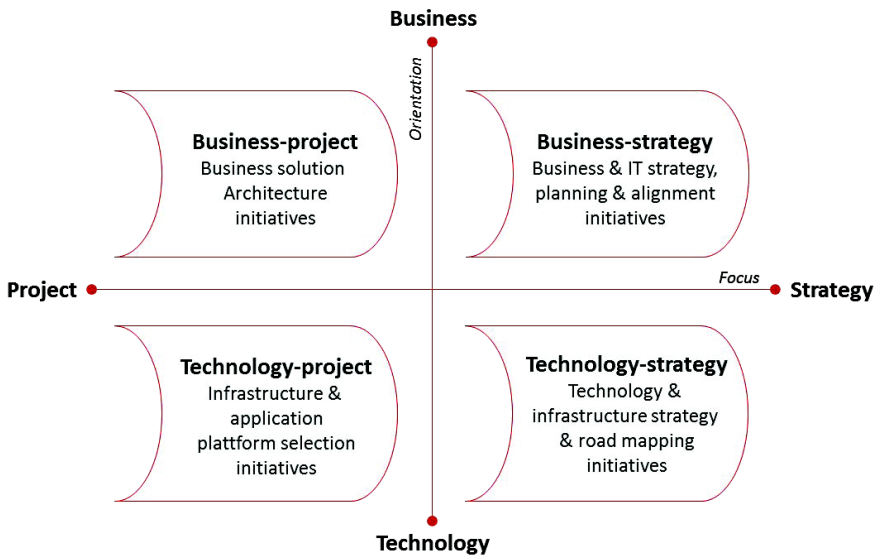 Business
Orientation
Business-project
Business solution
Architecture
initiatives
Business-strategy
Business & IT strategy,
planning & alignment
initiatives
Project
Focus
Strategy
Technology-project
Infrastructure &
application
plattform selection
initiatives
Technology-strategy
Technology &
infrastructure strategy
& road mapping
initiatives
Technology